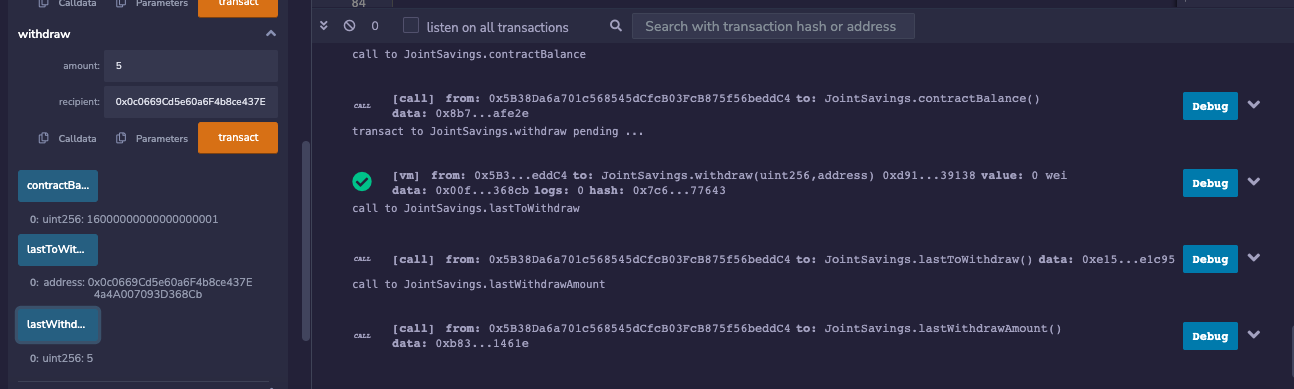 Calldata Parameters transact
withdraw
amount: 5
recipient: 0x0c0669Cd5e60a6F4b8ce437E
Calldata Parameters transact
contractBa...
0: uint256: 16000000000000000001
lastToWit...
0: address: 0x0c0669Cd5e60a6F4b8ce437E
4a4A007093D368Cb
lastWithd...
0: uint256: 5
84
0 listen on all transactions Search with transaction hash or address
call to JointSavings.contractBalance
CALL [call] from: 0x5B38Da6a701c568545dCfcB03FcB875f56beddC4 to: JointSavings.contractBalance() Debug
data: 0x8b7...afe2e
transact to JointSavings.withdraw pending ...
[vm] from: 0x5B3...eddC4 to: JointSavings.withdraw(uint256,address) 0xd91...39138 value: 0 wei Debug
data: 0x00f...368cb logs: 0 hash: 0x7c6...77643
call to JointSavings.lastToWithdraw
CALL [call] from: 0x5B38Da6a701c568545dCfcB03FcB875f56beddC4 to: JointSavings.lastToWithdraw() data: 0xe15...e1c95 Debug
call to JointSavings.lastWithdrawAmount
CALL [call] from: 0x5B38Da6a701c568545dCfcB03FcB875f56beddC4 to: JointSavings.lastWithdrawAmount() Debug
data: 0xb83...1461e